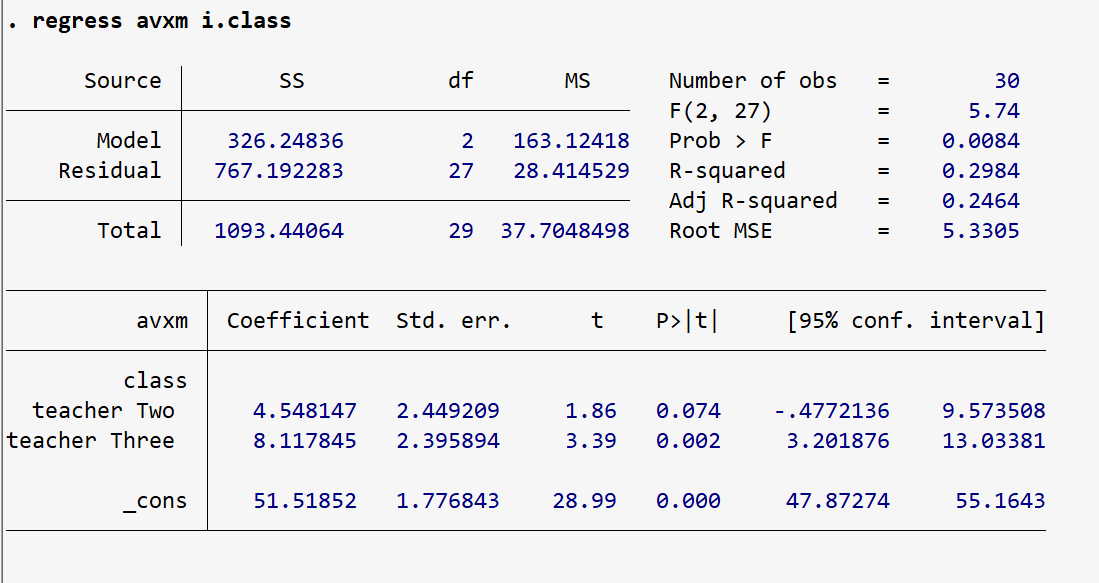 . regress avxm i.class
Source SS df MS Number of obs = 30
F(2, 27) = 5.74
Model 326.24836 2 163.12418 Prob > F = 0.0084
Residual 767.192283 27 28.414529 R-squared = 0.2984
Adj R-squared = 0.2464
Total 1093.44064 29 37.7048498 Root MSE = 5.3305
avxm Coefficient Std. err. t P>|t| [95% conf. interval]
class
teacher Two 4.548147 2.449209 1.86 0.074 -.4772136 9.573508
teacher Three 8.117845 2.395894 3.39 0.002 3.201876 13.03381
_cons 51.51852 1.776843 28.99 0.000 47.87274 55.1643